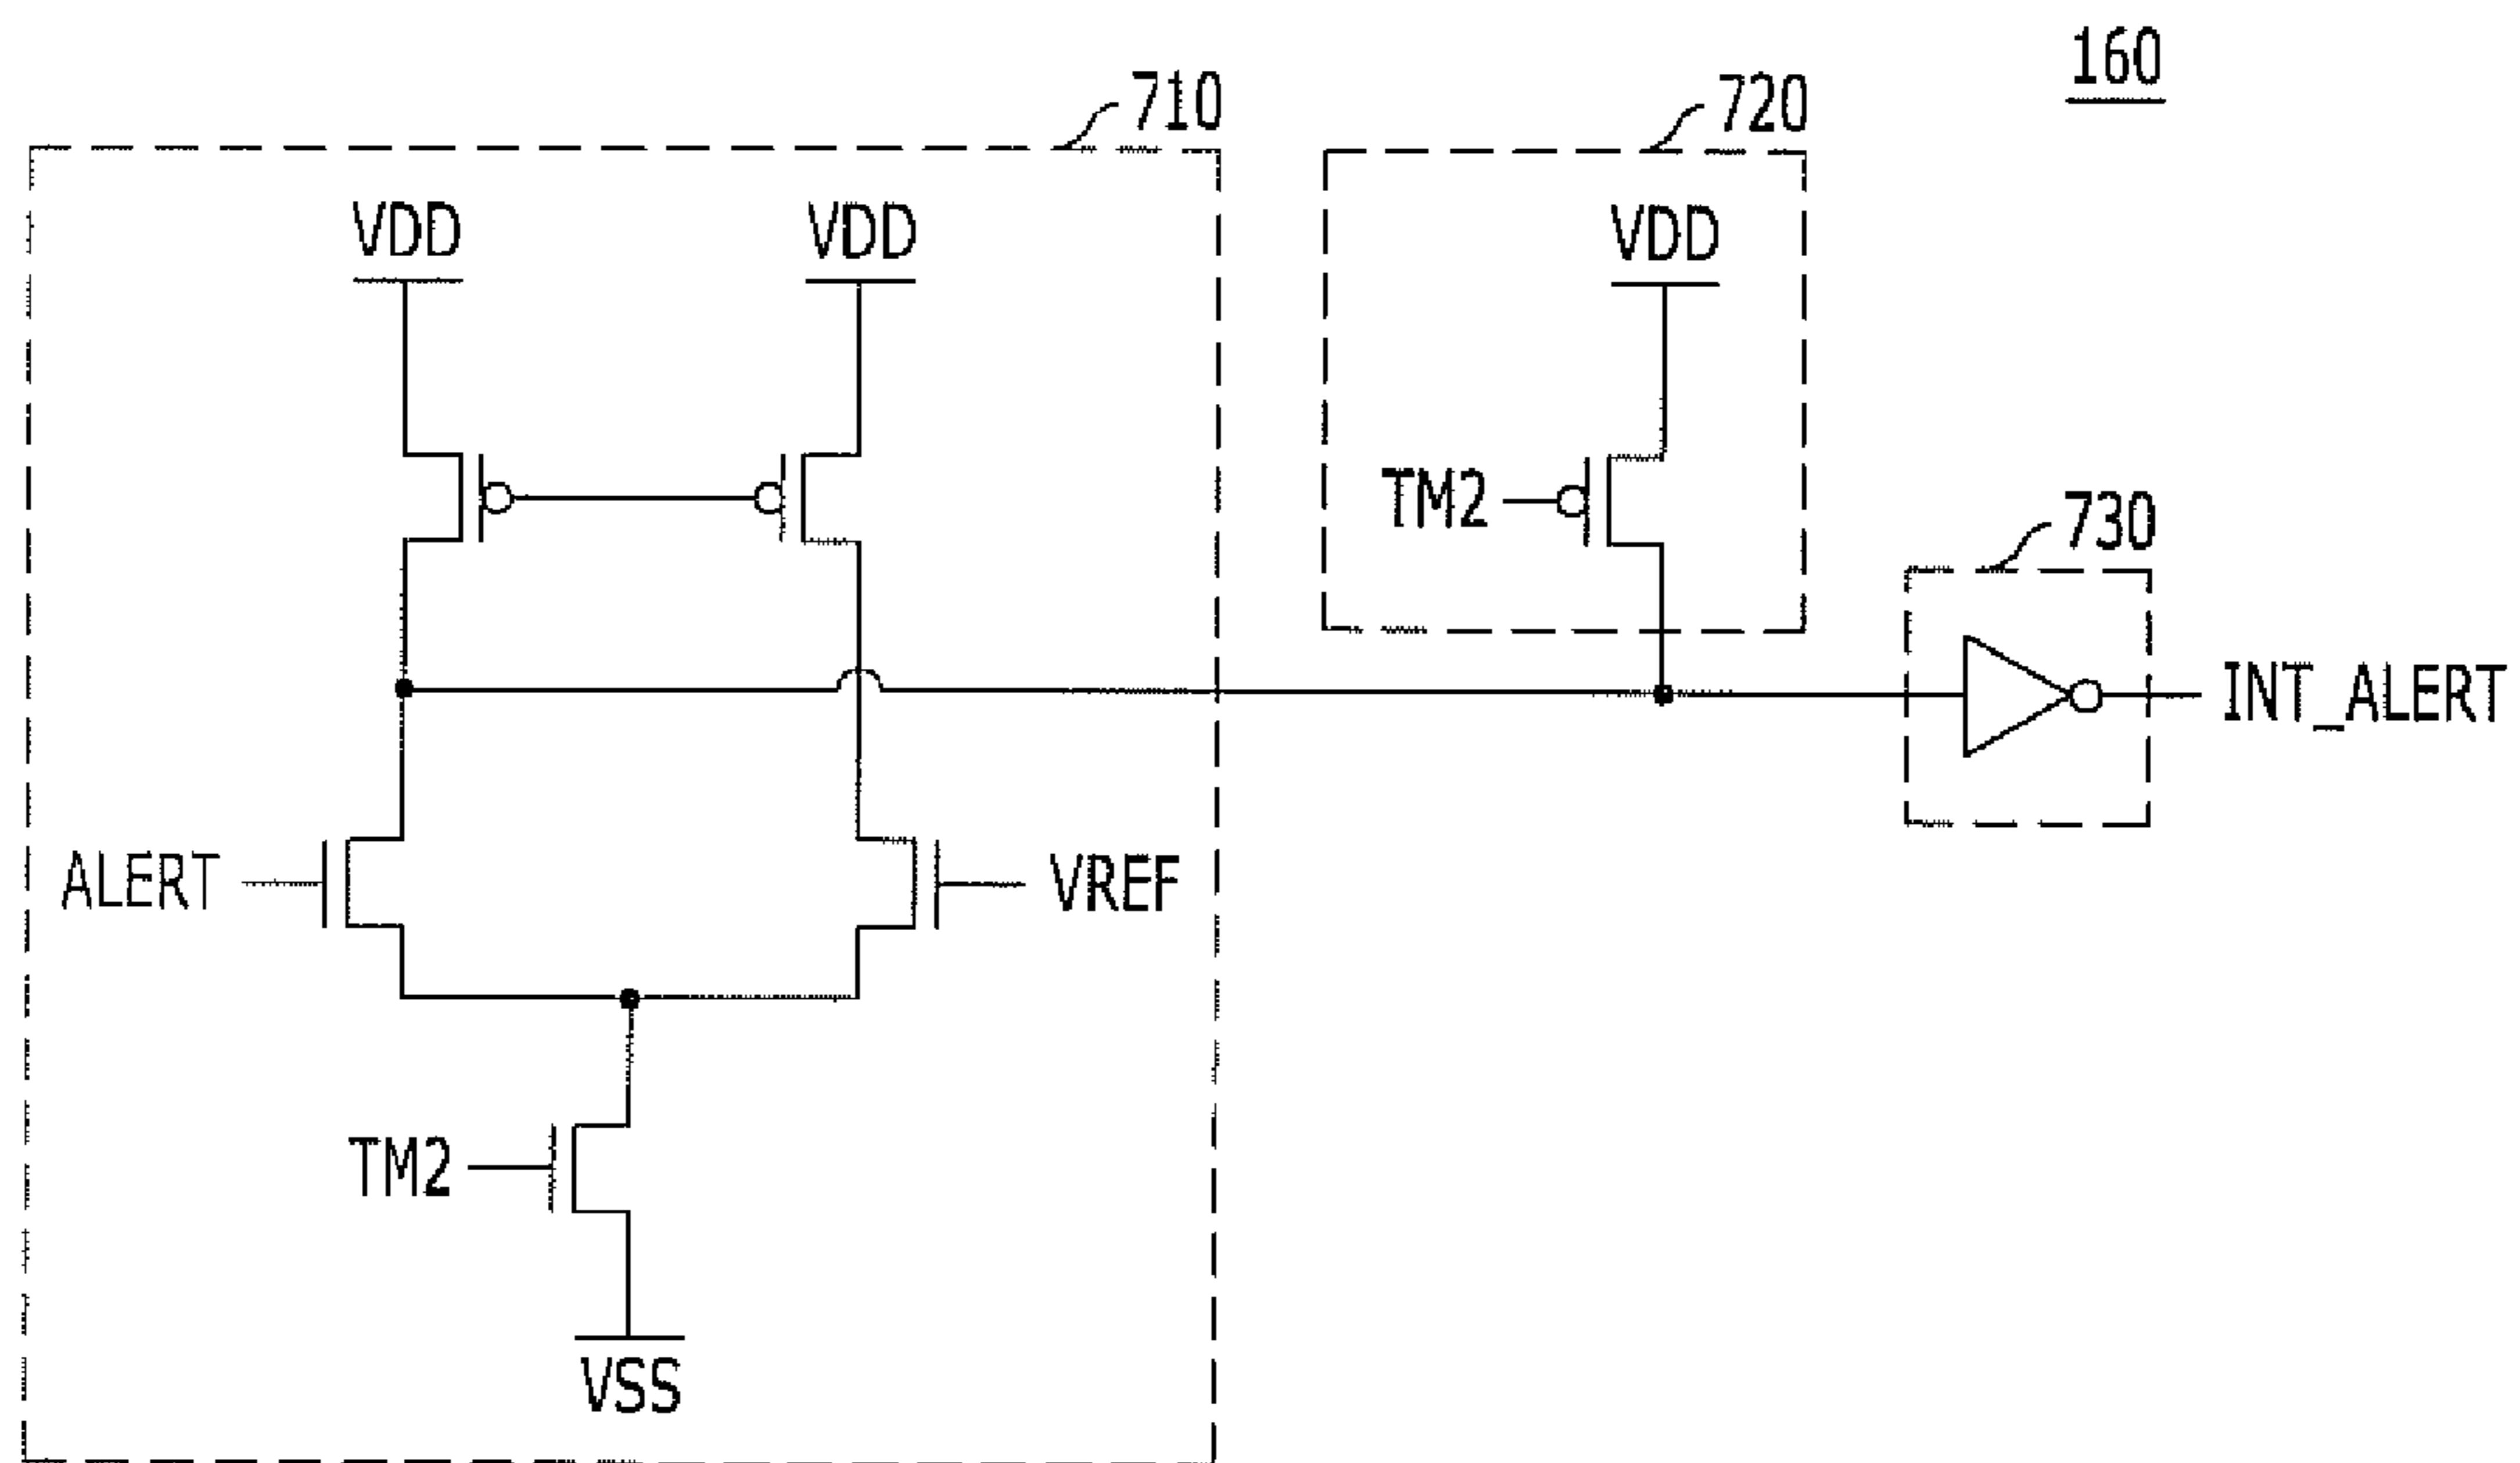 160
710
720
VDD
VDD
VDD
TM2
730
INT_ALERT
ALERT
VREF
TM2
VSS